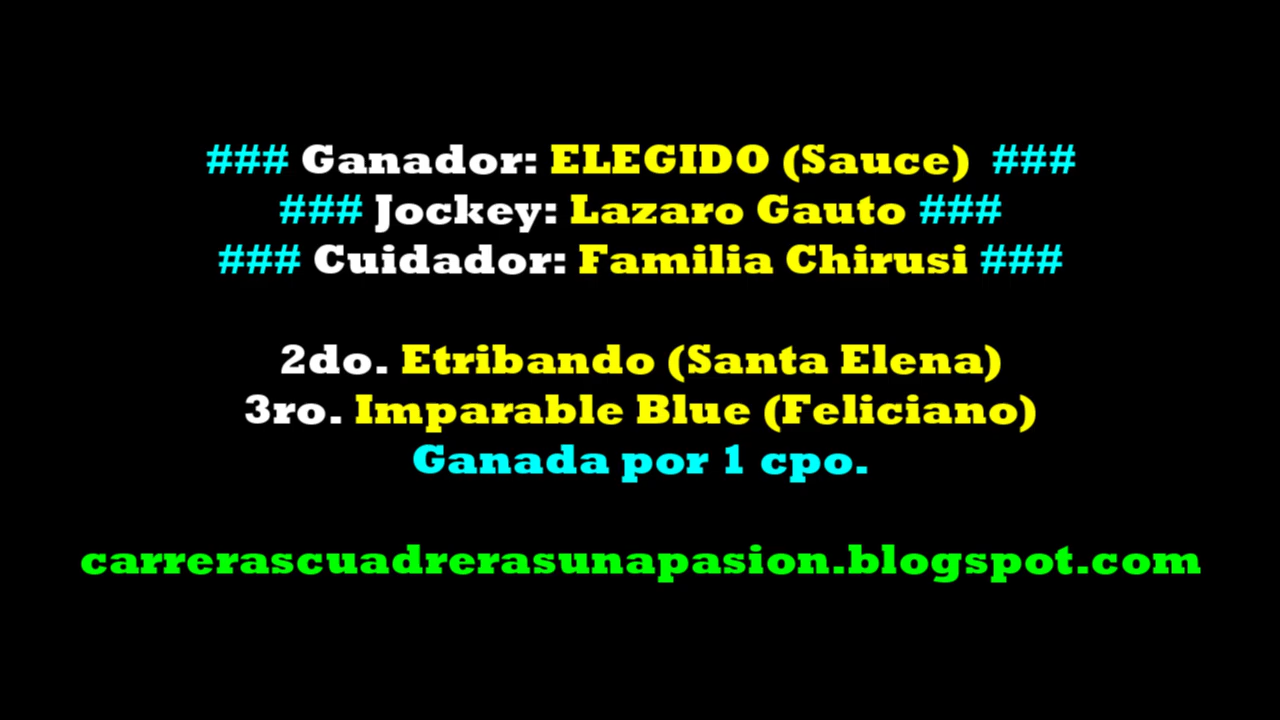 ### Ganador: ELEGIDO (Sauce) ###
### Jockey: Lazaro Gauto ###
### Cuidador: Familia Chirusi ###
2do. Etribando (Santa Elena)
3ro. Imparable Blue (Feliciano)
Ganada por 1 cpo.
carrerascuadrerasunapasion.blogspot.com